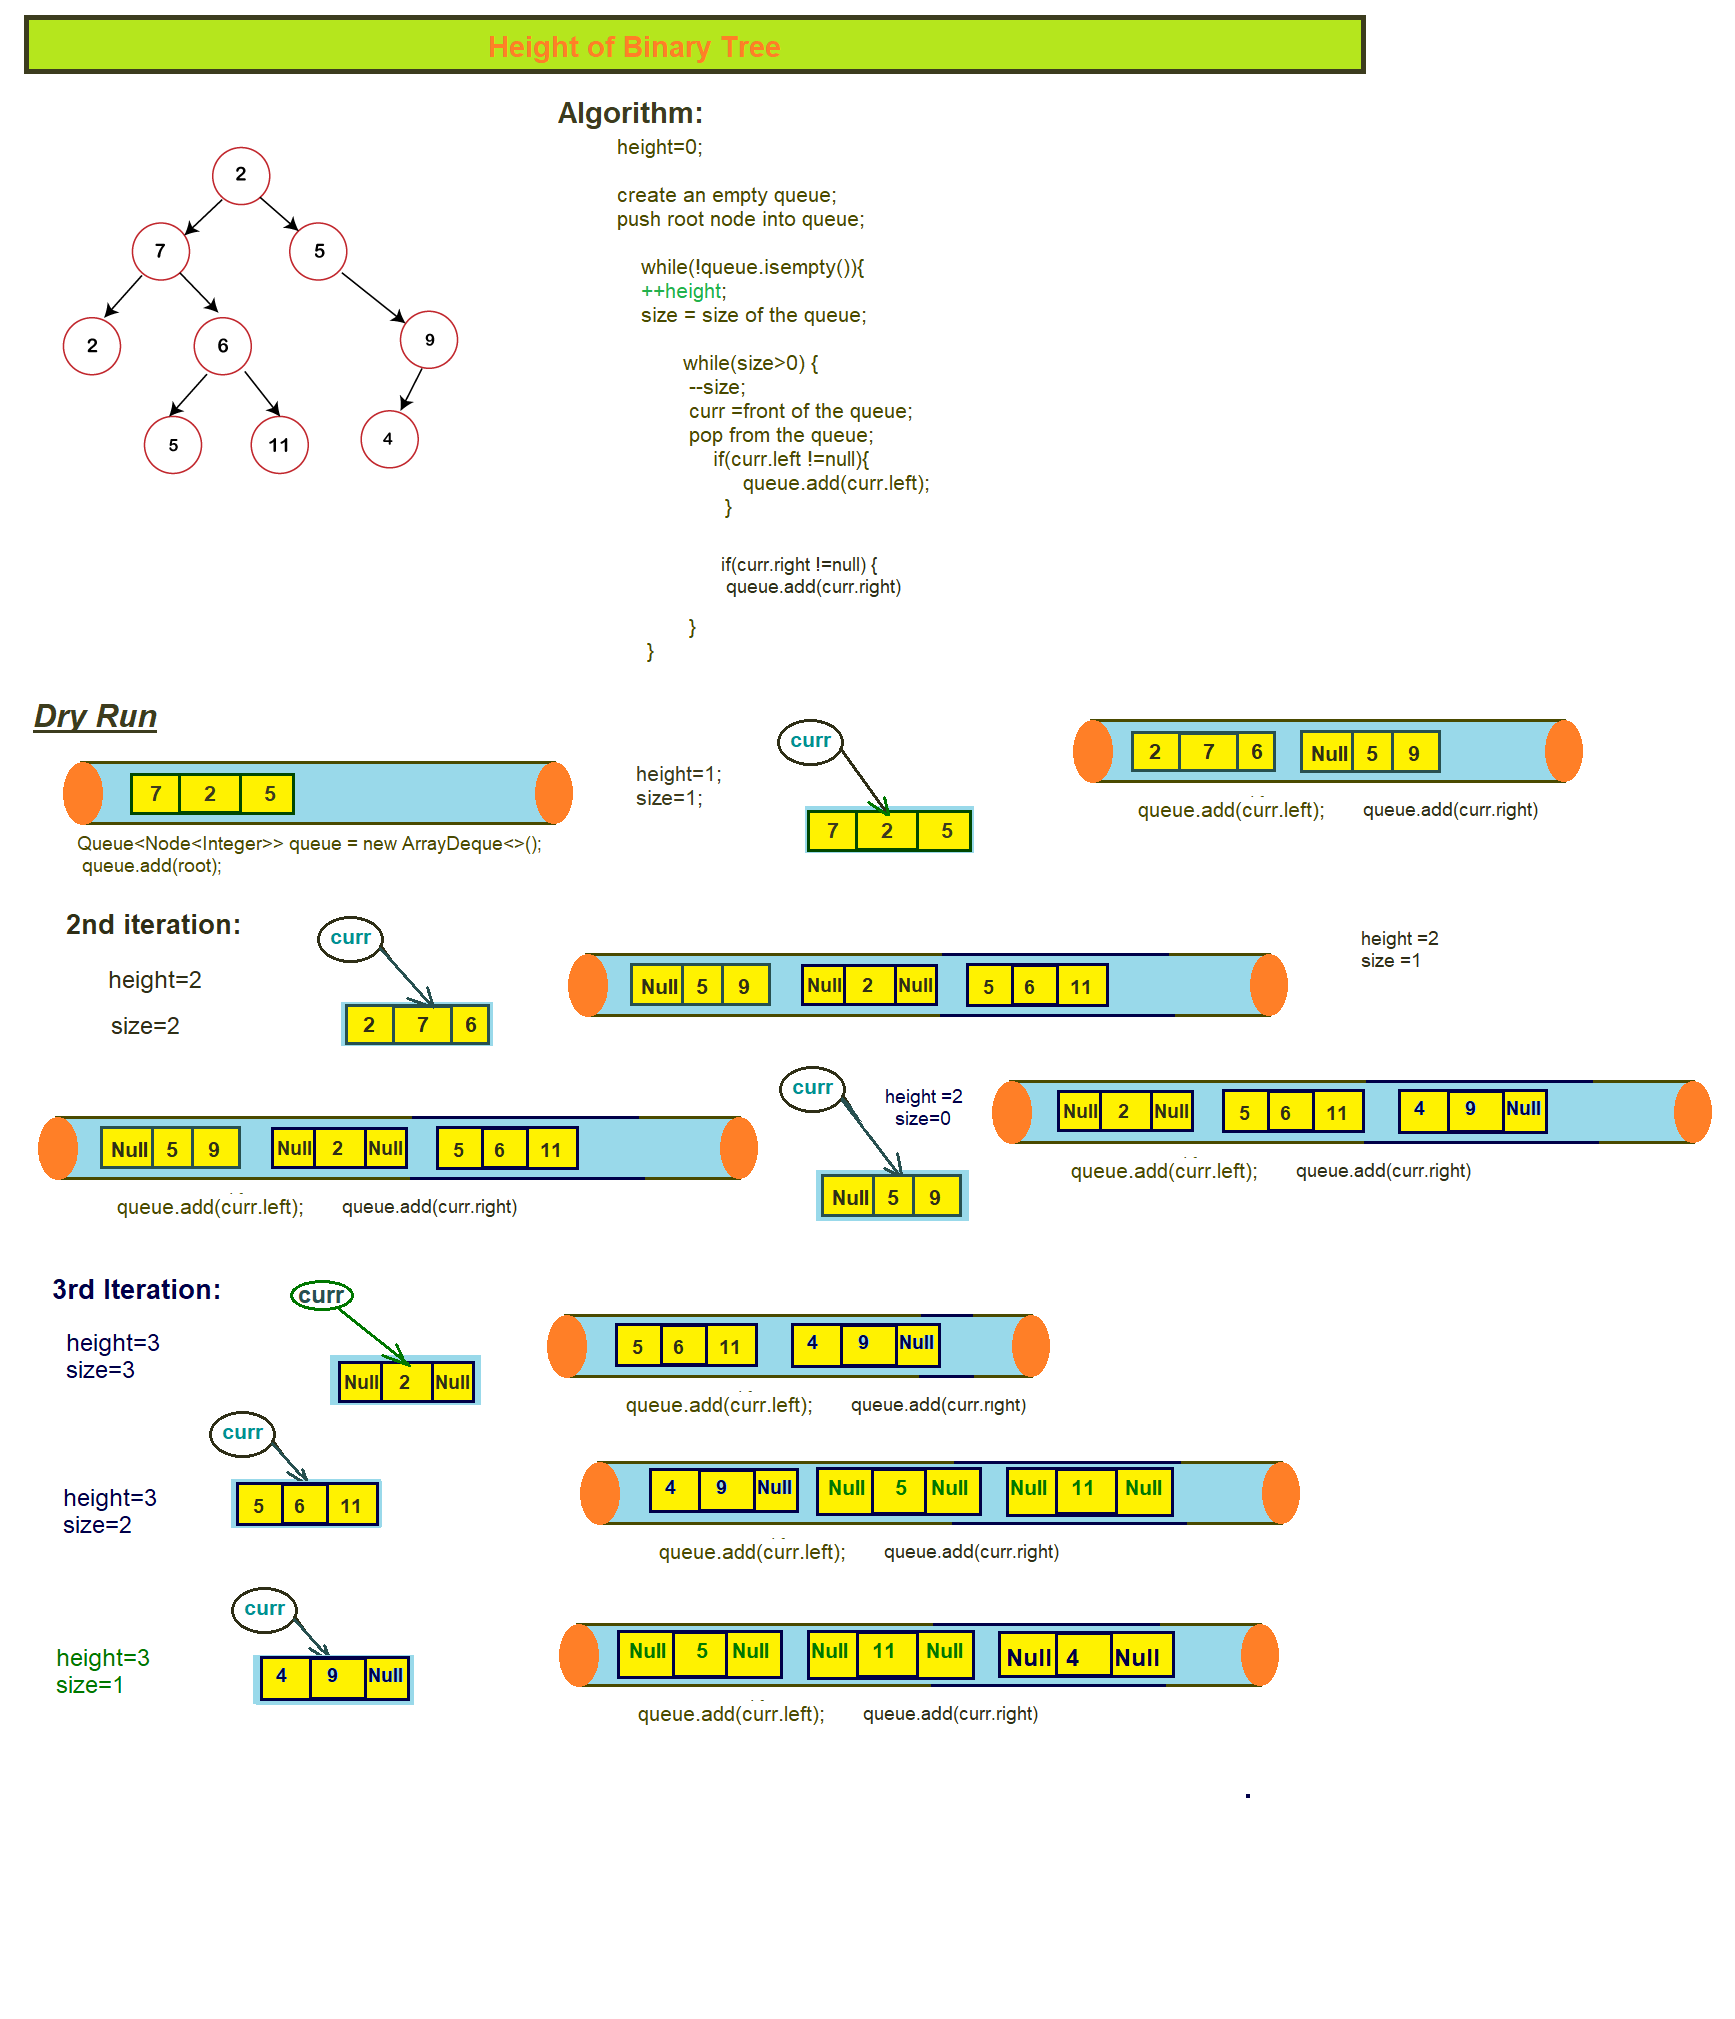 Height of Binary Tree
Algorithm:
height=0;
create an empty queue;
push root node into queue;
while(!queue.isempty()){
++height;
size = size of the queue;
while(size>0) {
--size;
curr =front of the queue;
pop from the queue;
if(curr.left !=null){
queue.add(curr.left);
}
if(curr.right !=null) {
queue.add(curr.right)
}
}
2
7 5
2 6 9
5 11 4
Dry Run
7 2 5
Queue<Node<Integer>> queue = new ArrayDeque<>();
queue.add(root);
height=1;
size=1;
curr
7 2 5
2 7 6 Null 5 9
queue.add(curr.left); queue.add(curr.right)
2nd iteration:
height=2
size=2
curr
2 7 6
Null 5 9 Null 2 Null 5 6 11
height =2
size =1
Null 5 9 Null 2 Null 5 6 11
queue.add(curr.left); queue.add(curr.right)
curr
height =2
size=0
Null 5 9
Null 2 Null 5 6 11 4 9 Null
queue.add(curr.left); queue.add(curr.right)
3rd Iteration:
height=3
size=3
curr
Null 2 Null
5 6 11 4 9 Null
queue.add(curr.left); queue.add(curr.right)
height=3
size=2
curr
5 6 11
4 9 Null Null 5 Null Null 11 Null
queue.add(curr.left); queue.add(curr.right)
height=3
size=1
curr
4 9 Null
Null 5 Null Null 11 Null Null 4 Null
queue.add(curr.left); queue.add(curr.right)